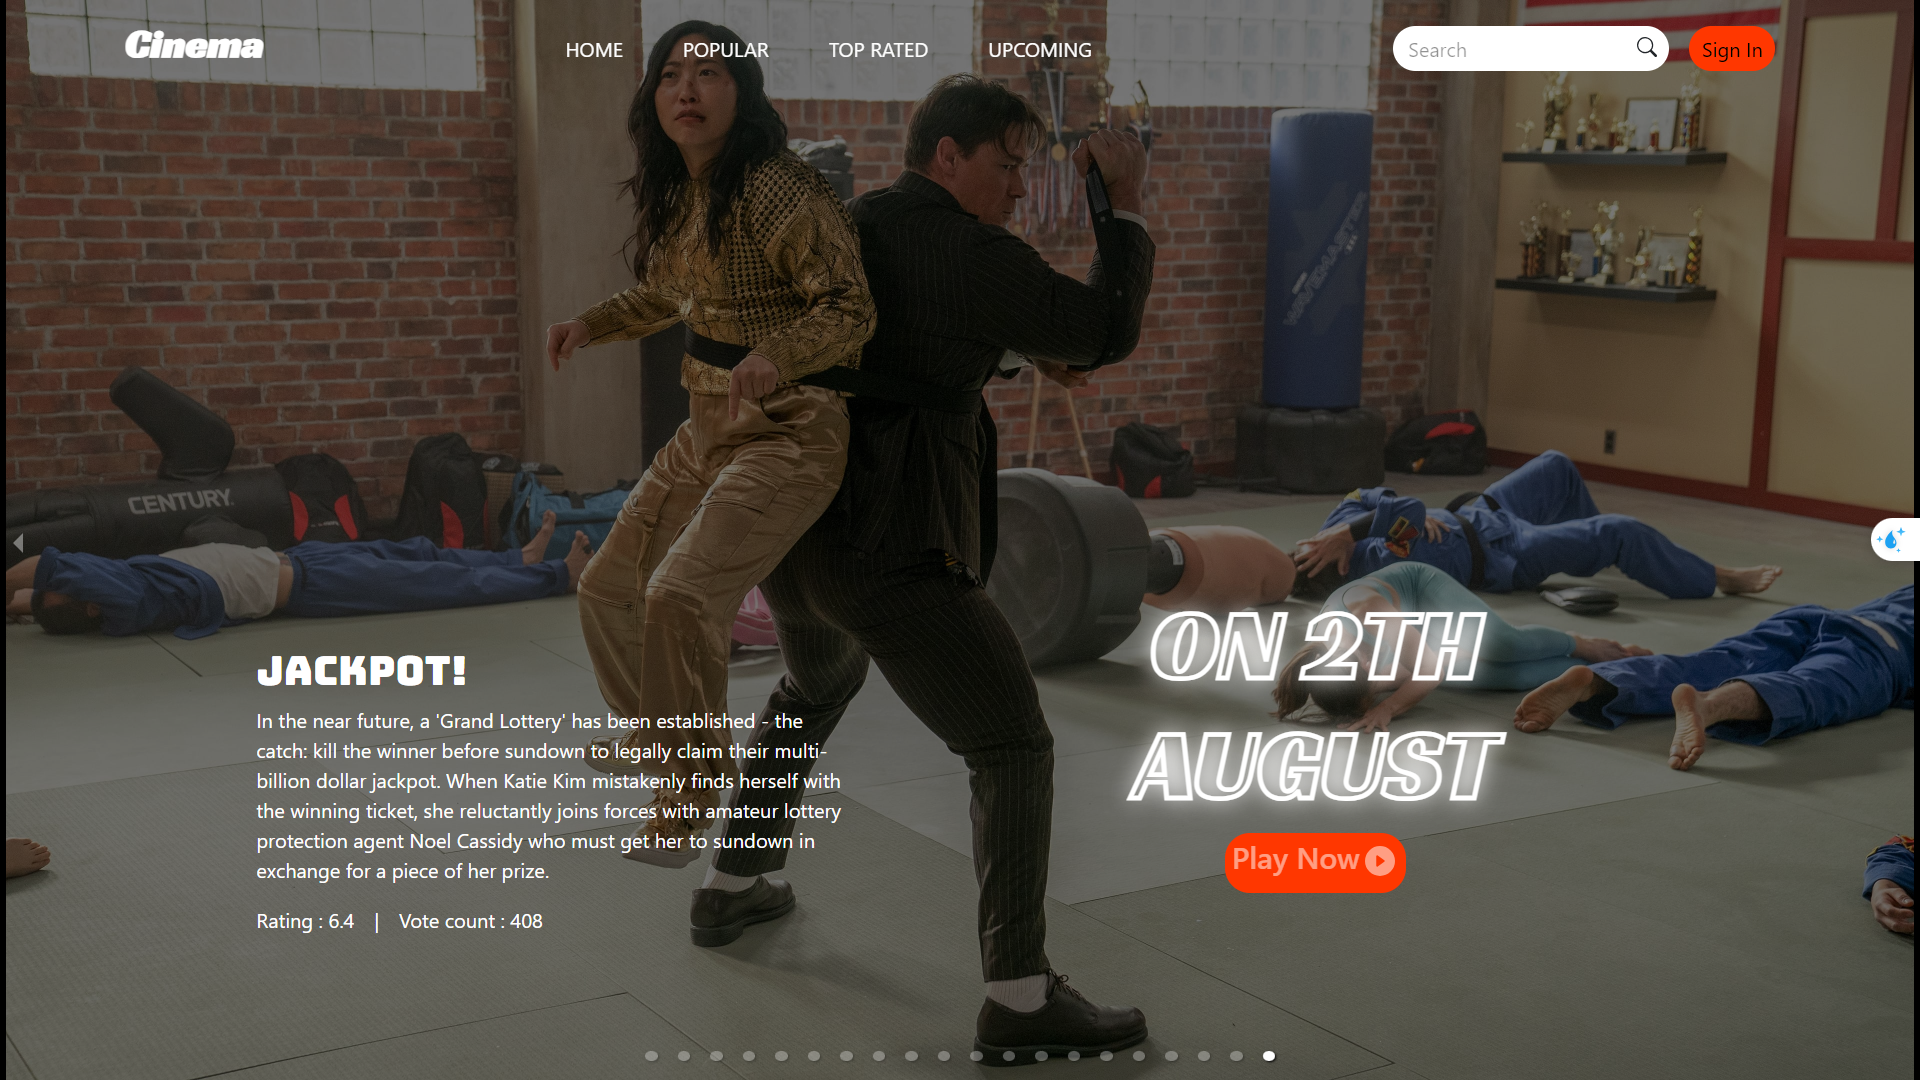 Cinema
HOME
POPULAR
TOP RATED
UPCOMING
Search
Sign In
WAVEMASTER
CENTURY.
ON 2TH
AUGUST
Play Now
JACKPOT!
In the near future, a 'Grand Lottery' has been established - the
catch: kill the winner before sundown to legally claim their multi-
billion dollar jackpot. When Katie Kim mistakenly finds herself with
the winning ticket, she reluctantly joins forces with amateur lottery
protection agent Noel Cassidy who must get her to sundown in
exchange for a piece of her prize.
Rating : 6.4 | Vote count : 408